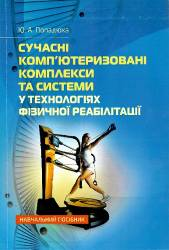 Ю. А. Попадюха
СУЧАСНІ
КОМП'ЮТЕРИЗОВАНІ
КОМПЛЕКСИ
ТА СИСТЕМИ
У ТЕХНОЛОГІЯХ
ФІЗИЧНОЇ РЕАБІЛІТАЦІЇ
НАВЧАЛЬНИЙ ПОСІБНИК